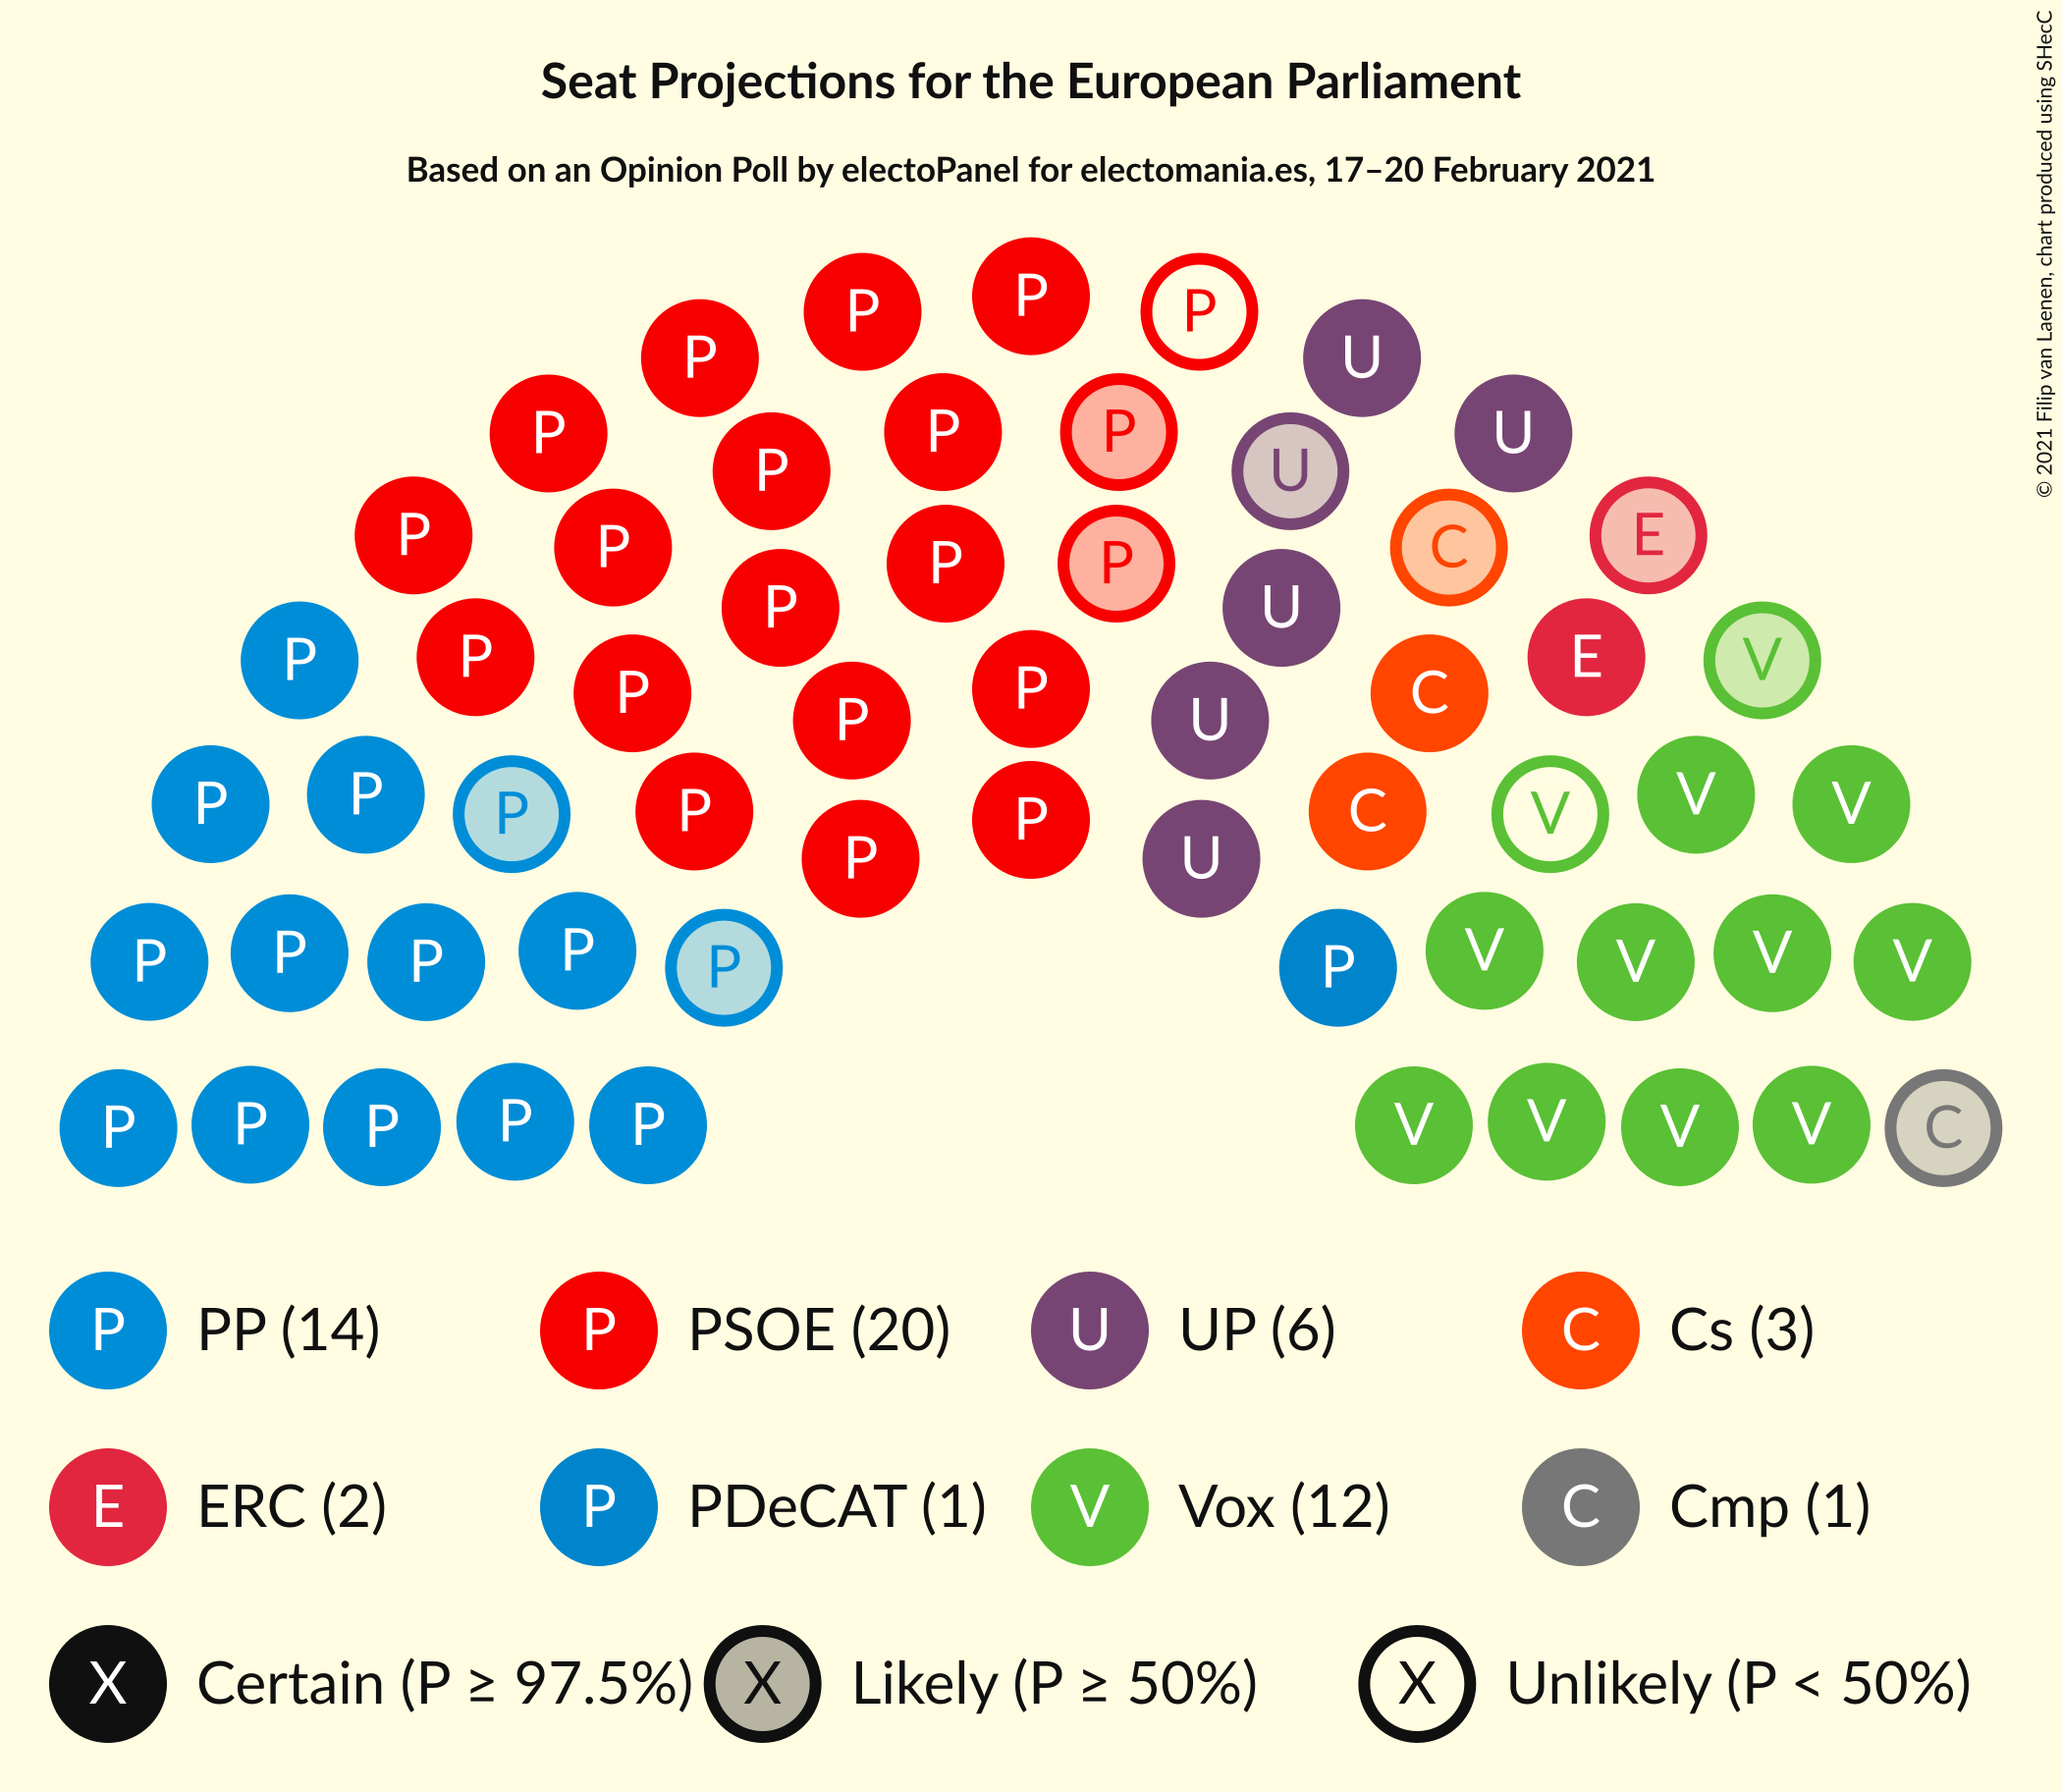 Seat Projections for the European Parliament
Based on an Opinion Poll by electoPanel for electomania.es, 17–20 February 2021
© 2021 Filip van Laenen, chart produced using SHecC
P
P P
P U
P U
P P P
P U
P P
P C E
P P
P U
P P
P E V
P P
P U
P P V V
P P
P C V
P P
P U
P P P P P
P V V V V
P P P P P
V V V V C
P PP (14) P PSOE (20) U UP (6) C Cs (3)
E ERC (2) P PDeCAT (1) V Vox (12) C Cmp (1)
X Certain (P ≥ 97.5%) X Likely (P ≥ 50%) X Unlikely (P < 50%)